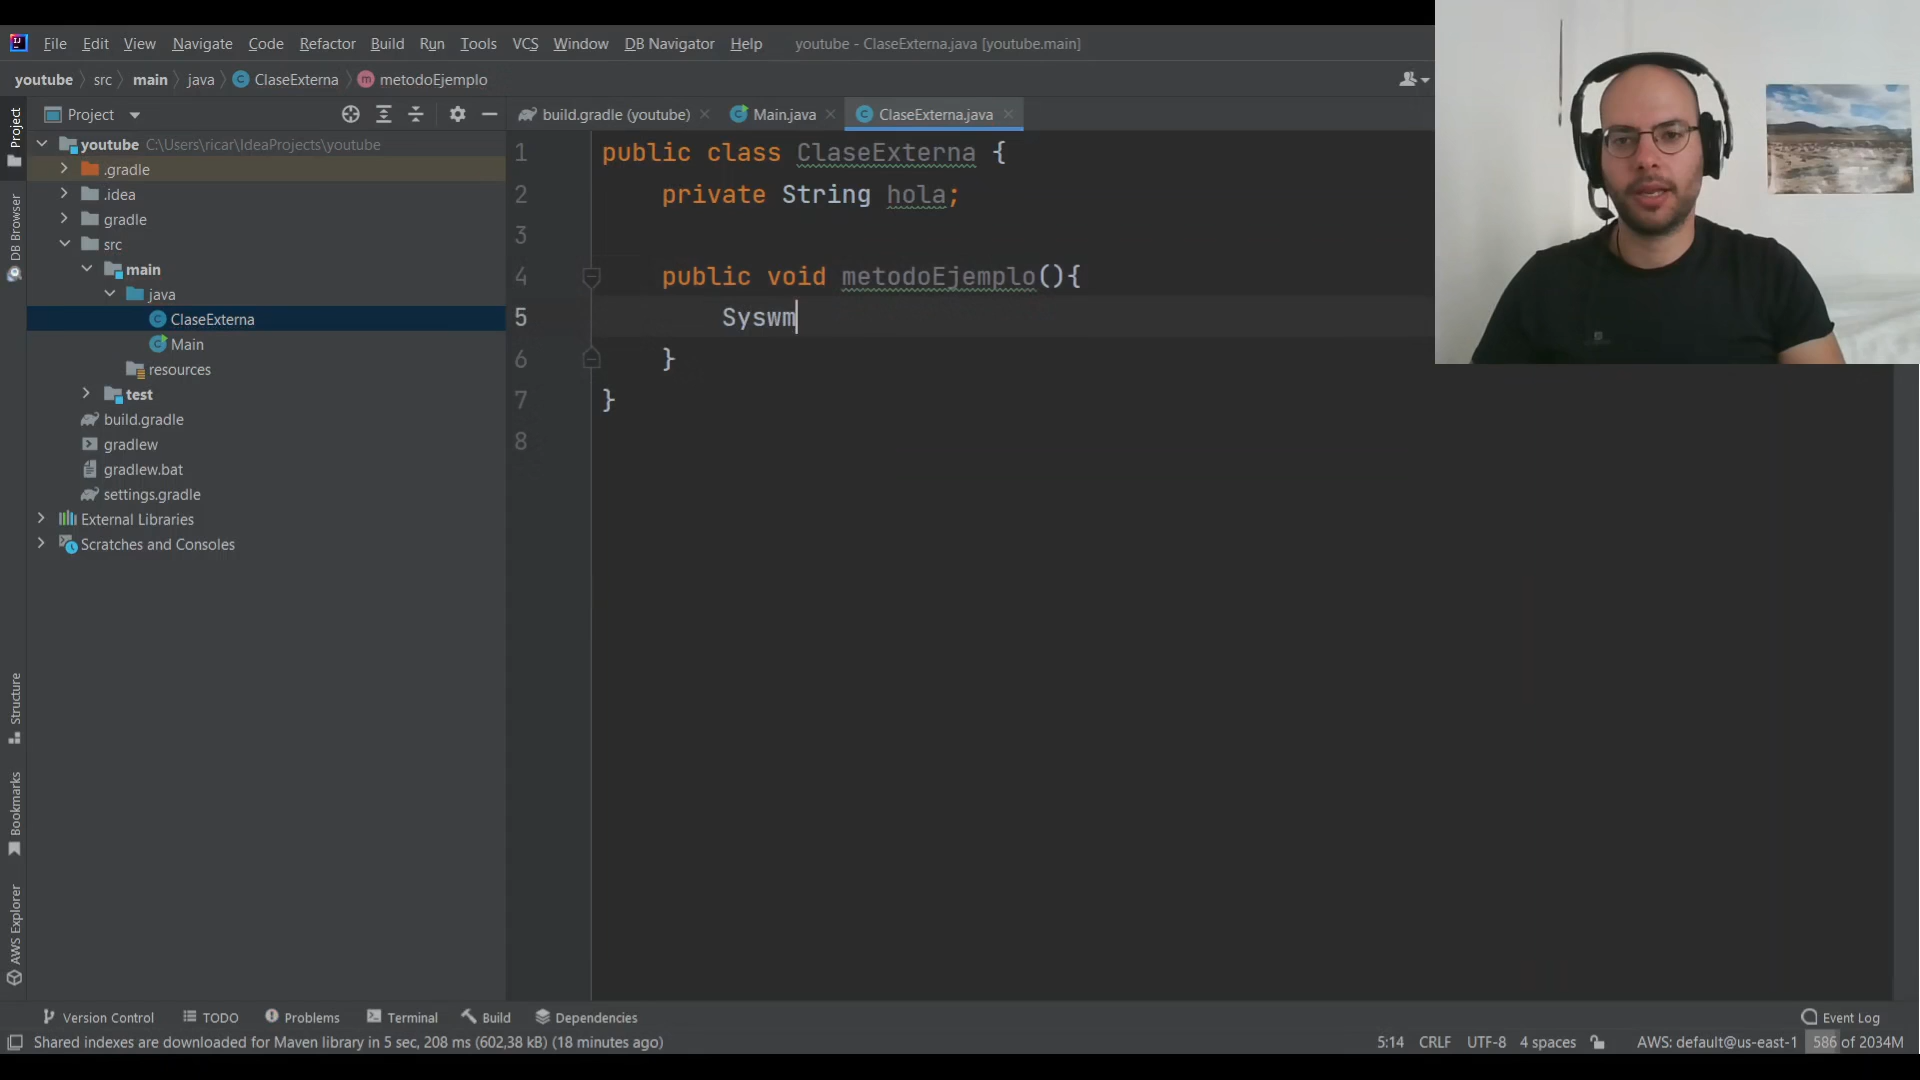 File Edit View Navigate Code Refactor Build Run Tools VCS Window DB Navigator Help youtube - ClaseExterna.java [youtube.main]
youtube src main java ClaseExterna metodoEjemplo
Project
build.gradle (youtube) Main.java ClaseExterna.java
youtube C:\Users\ricar\IdeaProjects\youtube
.gradle
.idea
gradle
src
main
java
ClaseExterna
Main
resources
test
build.gradle
gradlew
gradlew.bat
settings.gradle
External Libraries
Scratches and Consoles
1 public class ClaseExterna {
2 private String hola;
3
4 public void metodoEjemplo(){
5 Syswm
6 }
7 }
8
Project
DB Browser
Structure
Bookmarks
AWS Explorer
Version Control TODO Problems Terminal Build Dependencies Event Log
Shared indexes are downloaded for Maven library in 5 sec, 208 ms (602,38 kB) (18 minutes ago) 5:14 CRLF UTF-8 4 spaces AWS: default@us-east-1 586 of 2034M